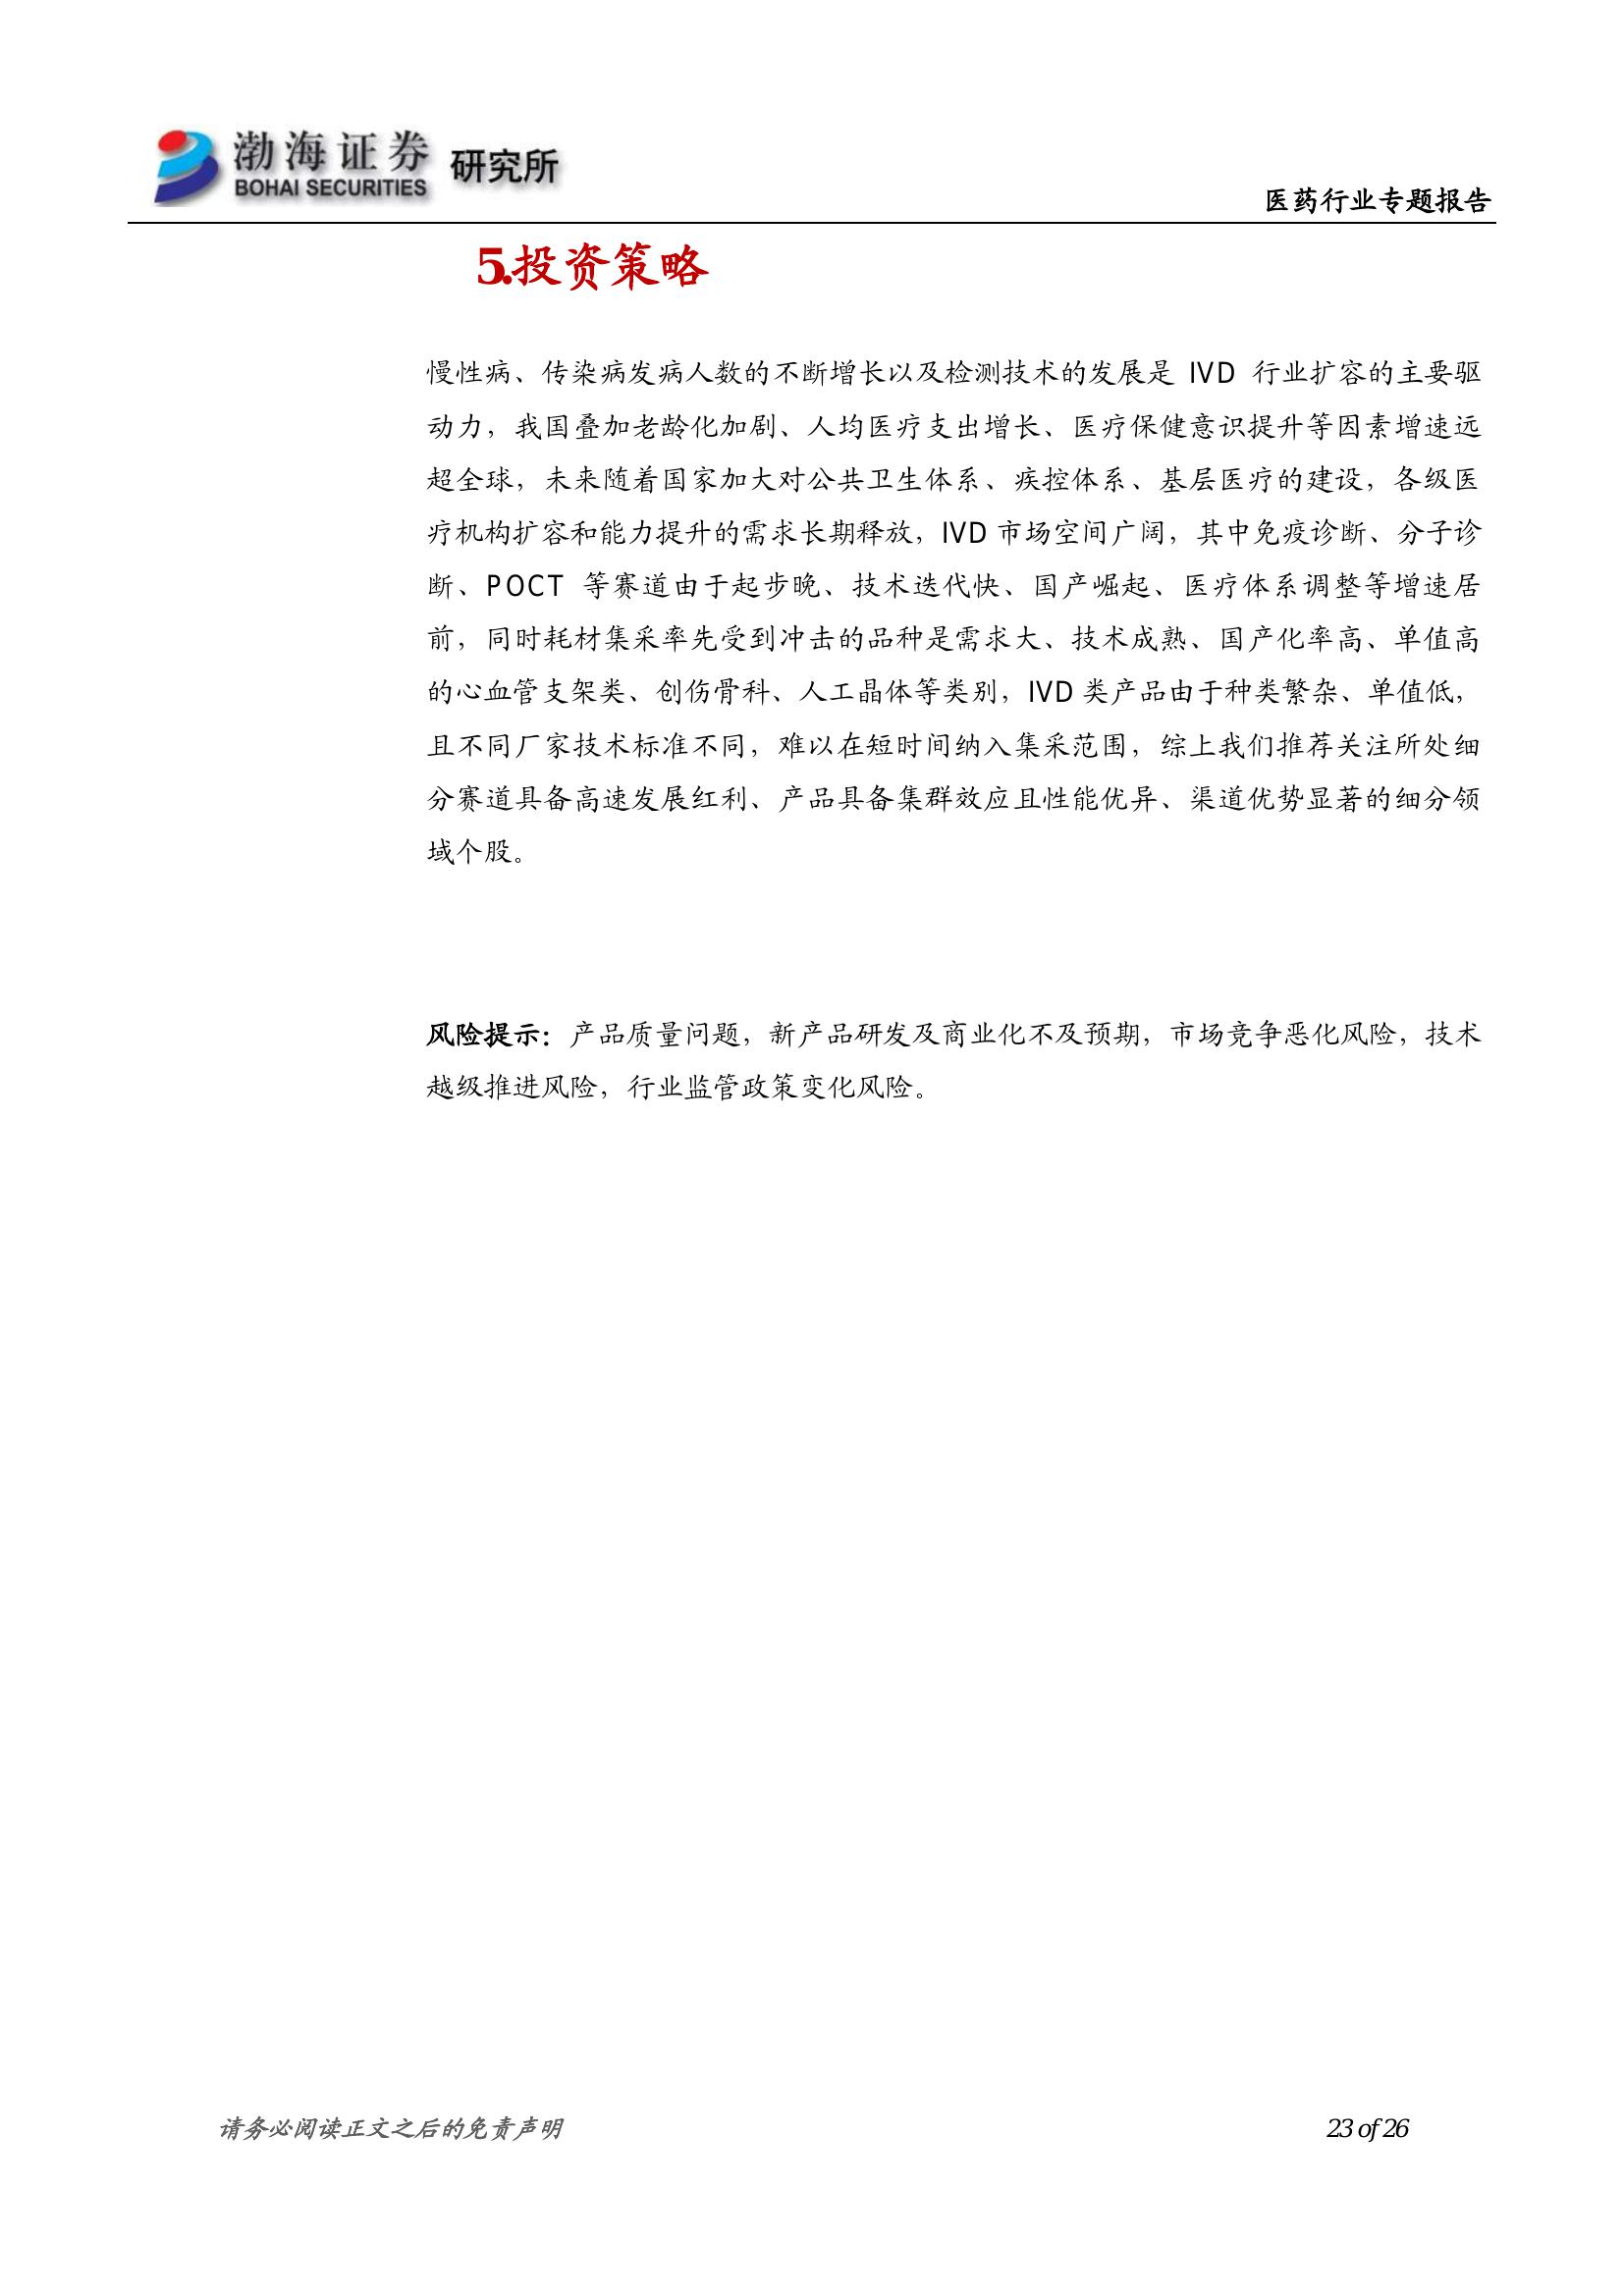 渤海证券 研究所
BOHAI SECURITIES
医药行业专题报告
5.投资策略
慢性病、传染病发病人数的不断增长以及检测技术的发展是 IVD 行业扩容的主要驱
动力，我国叠加老龄化加剧、人均医疗支出增长、医疗保健意识提升等因素增速远
超全球，未来随着国家加大对公共卫生体系、疾控体系、基层医疗的建设，各级医
疗机构扩容和能力提升的需求长期释放，IVD 市场空间广阔，其中免疫诊断、分子诊
断、POCT 等赛道由于起步晚、技术迭代快、国产崛起、医疗体系调整等增速居
前，同时耗材集采率先受到冲击的品种是需求大、技术成熟、国产化率高、单值高
的心血管支架类、创伤骨科、人工晶体等类别，IVD 类产品由于种类繁杂、单值低，
且不同厂家技术标准不同，难以在短时间纳入集采范围，综上我们推荐关注所处细
分赛道具备高速发展红利、产品具备集群效应且性能优异、渠道优势显著的细分领
域个股。
风险提示：产品质量问题，新产品研发及商业化不及预期，市场竞争恶化风险，技术
越级推进风险，行业监管政策变化风险。
请务必阅读正文之后的免责声明
23 of 26